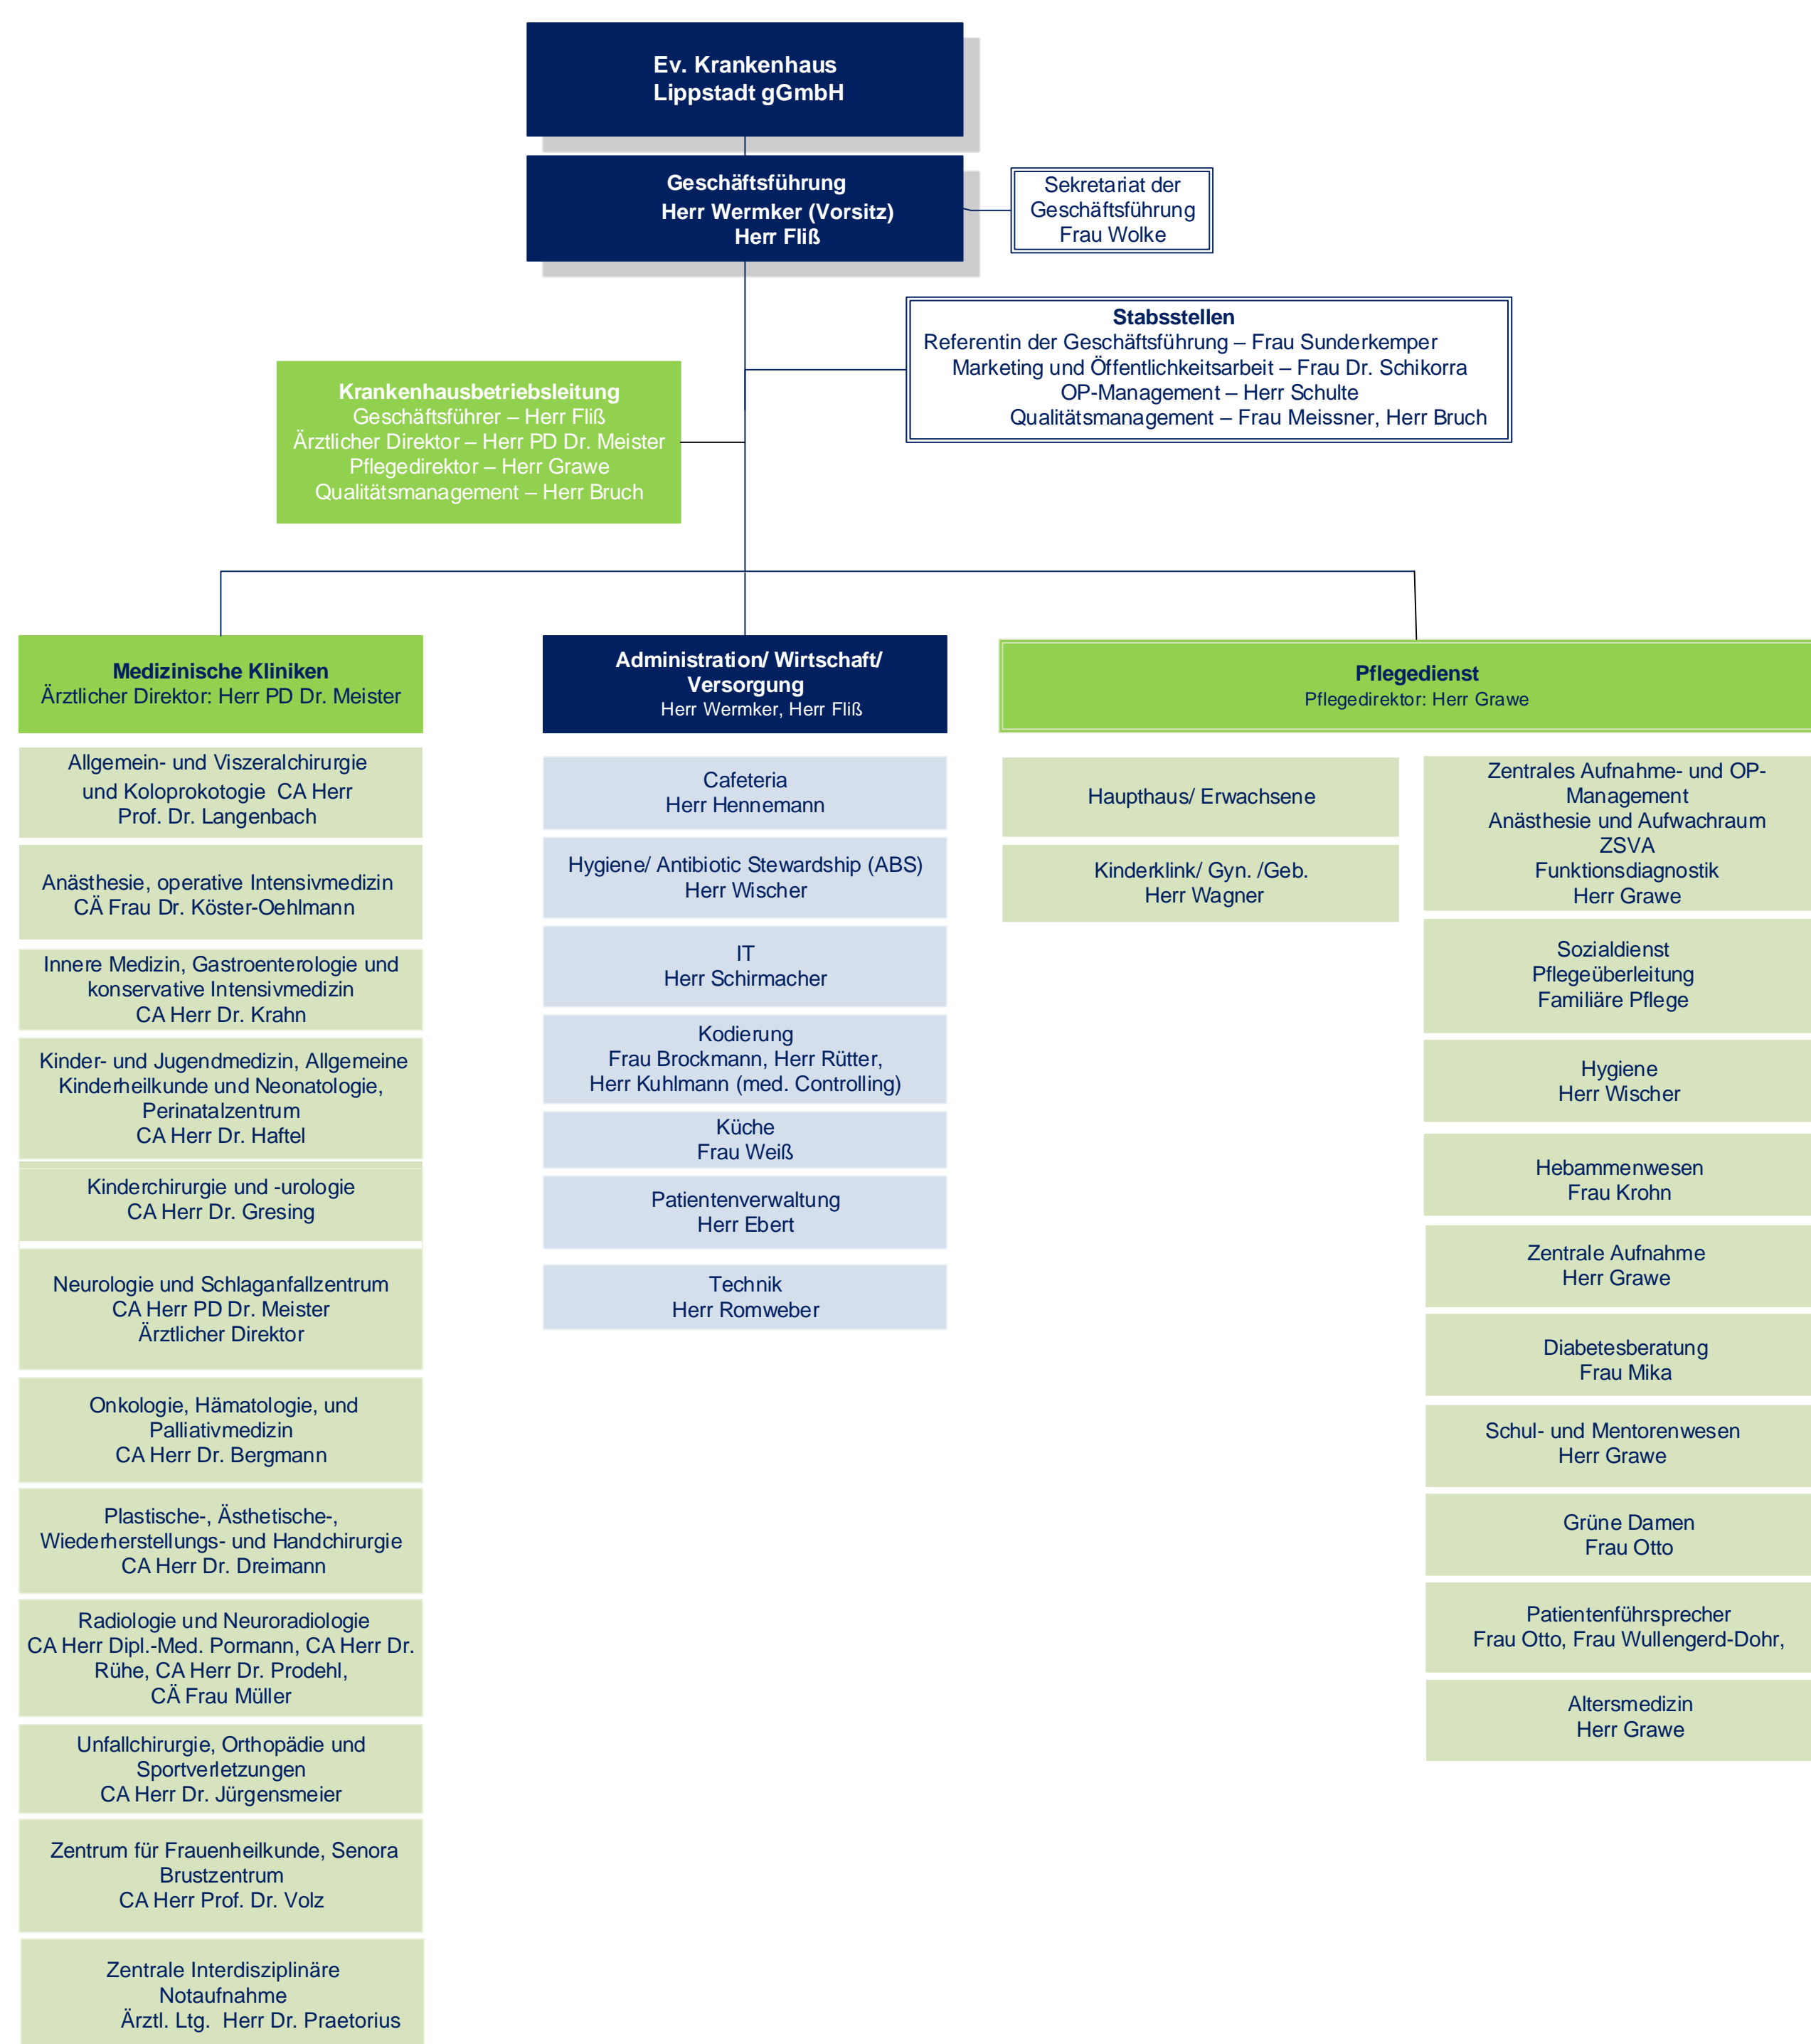 Ev. Krankenhaus
Lippstadt gGmbH
Geschäftsführung
Herr Wermker (Vorsitz)
Herr Fliß
Sekretariat der
Geschäftsführung
Frau Wolke
Stabsstellen
Referentin der Geschäftsführung – Frau Sunderkemper
Marketing und Öffentlichkeitsarbeit – Frau Dr. Schikorra
OP-Management – Herr Schulte
Qualitätsmanagement – Frau Meissner, Herr Bruch
Krankenhausbetriebsleitung
Geschäftsführer – Herr Fliß
Ärztlicher Direktor – Herr PD Dr. Meister
Pflegedirektor – Herr Grawe
Qualitätsmanagement – Herr Bruch
Medizinische Kliniken
Ärztlicher Direktor: Herr PD Dr. Meister
Allgemein- und Viszeralchirurgie
und Koloprokotogie CA Herr
Prof. Dr. Langenbach
Anästhesie, operative Intensivmedizin
CÄ Frau Dr. Köster-Oehlmann
Innere Medizin, Gastroenterologie und
konservative Intensivmedizin
CA Herr Dr. Krahn
Kinder- und Jugendmedizin, Allgemeine
Kinderheilkunde und Neonatologie,
Perinatalzentrum
CA Herr Dr. Haftel
Kinderchirurgie und -urologie
CA Herr Dr. Gresing
Neurologie und Schlaganfallzentrum
CA Herr PD Dr. Meister
Ärztlicher Direktor
Onkologie, Hämatologie, und
Palliativmedizin
CA Herr Dr. Bergmann
Plastische-, Ästhetische-,
Wiederherstellungs- und Handchirurgie
CA Herr Dr. Dreimann
Radiologie und Neuroradiologie
CA Herr Dipl.-Med. Pormann, CA Herr Dr.
Rühe, CA Herr Dr. Prodehl,
CÄ Frau Müller
Unfallchirurgie, Orthopädie und
Sportverletzungen
CA Herr Dr. Jürgensmeier
Zentrum für Frauenheilkunde, Senora
Brustzentrum
CA Herr Prof. Dr. Volz
Zentrale Interdisziplinäre
Notaufnahme
Ärztl. Ltg. Herr Dr. Praetorius
Administration/ Wirtschaft/
Versorgung
Herr Wermker, Herr Fliß
Cafeteria
Herr Hennemann
Hygiene/ Antibiotic Stewardship (ABS)
Herr Wischer
IT
Herr Schirmacher
Kodierung
Frau Brockmann, Herr Rütter,
Herr Kuhlmann (med. Controlling)
Küche
Frau Weiß
Patientenverwaltung
Herr Ebert
Technik
Herr Romweber
Pflegedienst
Pflegedirektor: Herr Grawe
Haupthaus/ Erwachsene
Kinderklink/ Gyn. /Geb.
Herr Wagner
Zentrales Aufnahme- und OP-
Management
Anästhesie und Aufwachraum
ZSVA
Funktionsdiagnostik
Herr Grawe
Sozialdienst
Pflegeüberleitung
Familiäre Pflege
Hygiene
Herr Wischer
Hebammenwesen
Frau Krohn
Zentrale Aufnahme
Herr Grawe
Diabetesberatung
Frau Mika
Schul- und Mentorenwesen
Herr Grawe
Grüne Damen
Frau Otto
Patientenführsprecher
Frau Otto, Frau Wullengerd-Dohr,
Altersmedizin
Herr Grawe